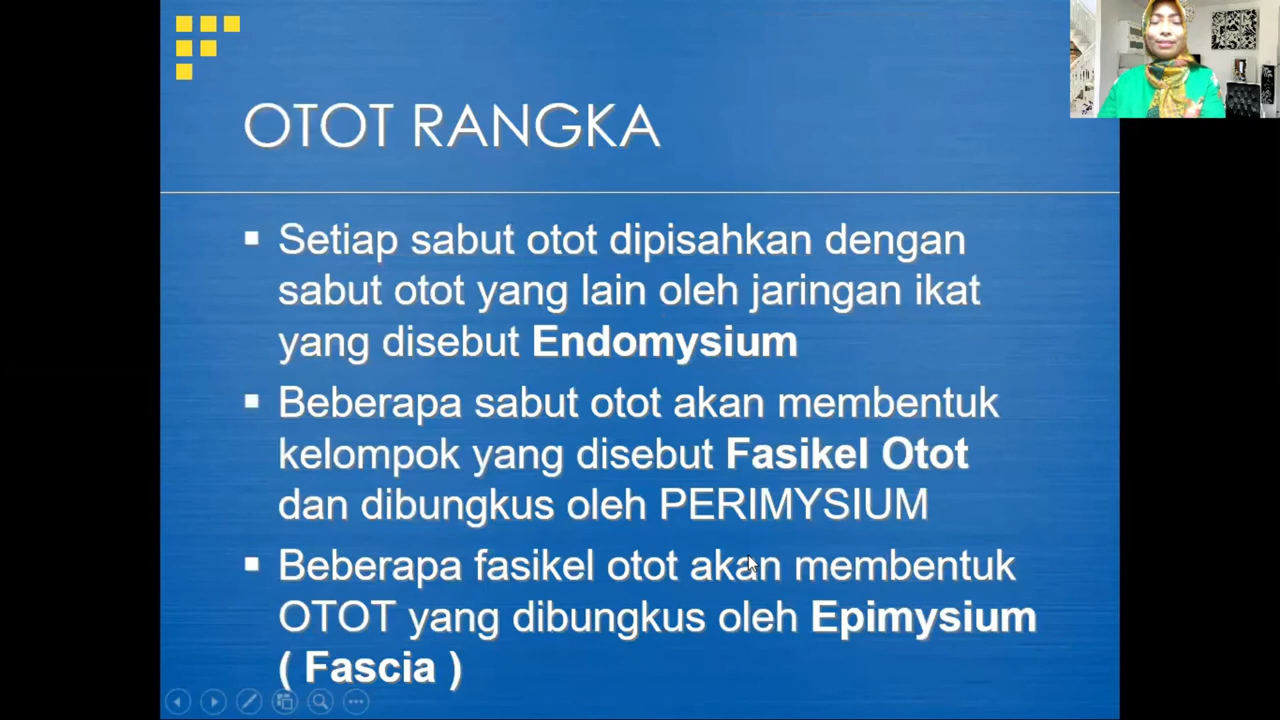 OTOT RANGKA
Setiap sabut otot dipisahkan dengan
sabut otot yang lain oleh jaringan ikat
yang disebut Endomysium
Beberapa sabut otot akan membentuk
kelompok yang disebut Fasikel Otot
dan dibungkus oleh PERIMYSIUM
Beberapa fasikel otot akan membentuk
OTOT yang dibungkus oleh Epimysium
( Fascia )